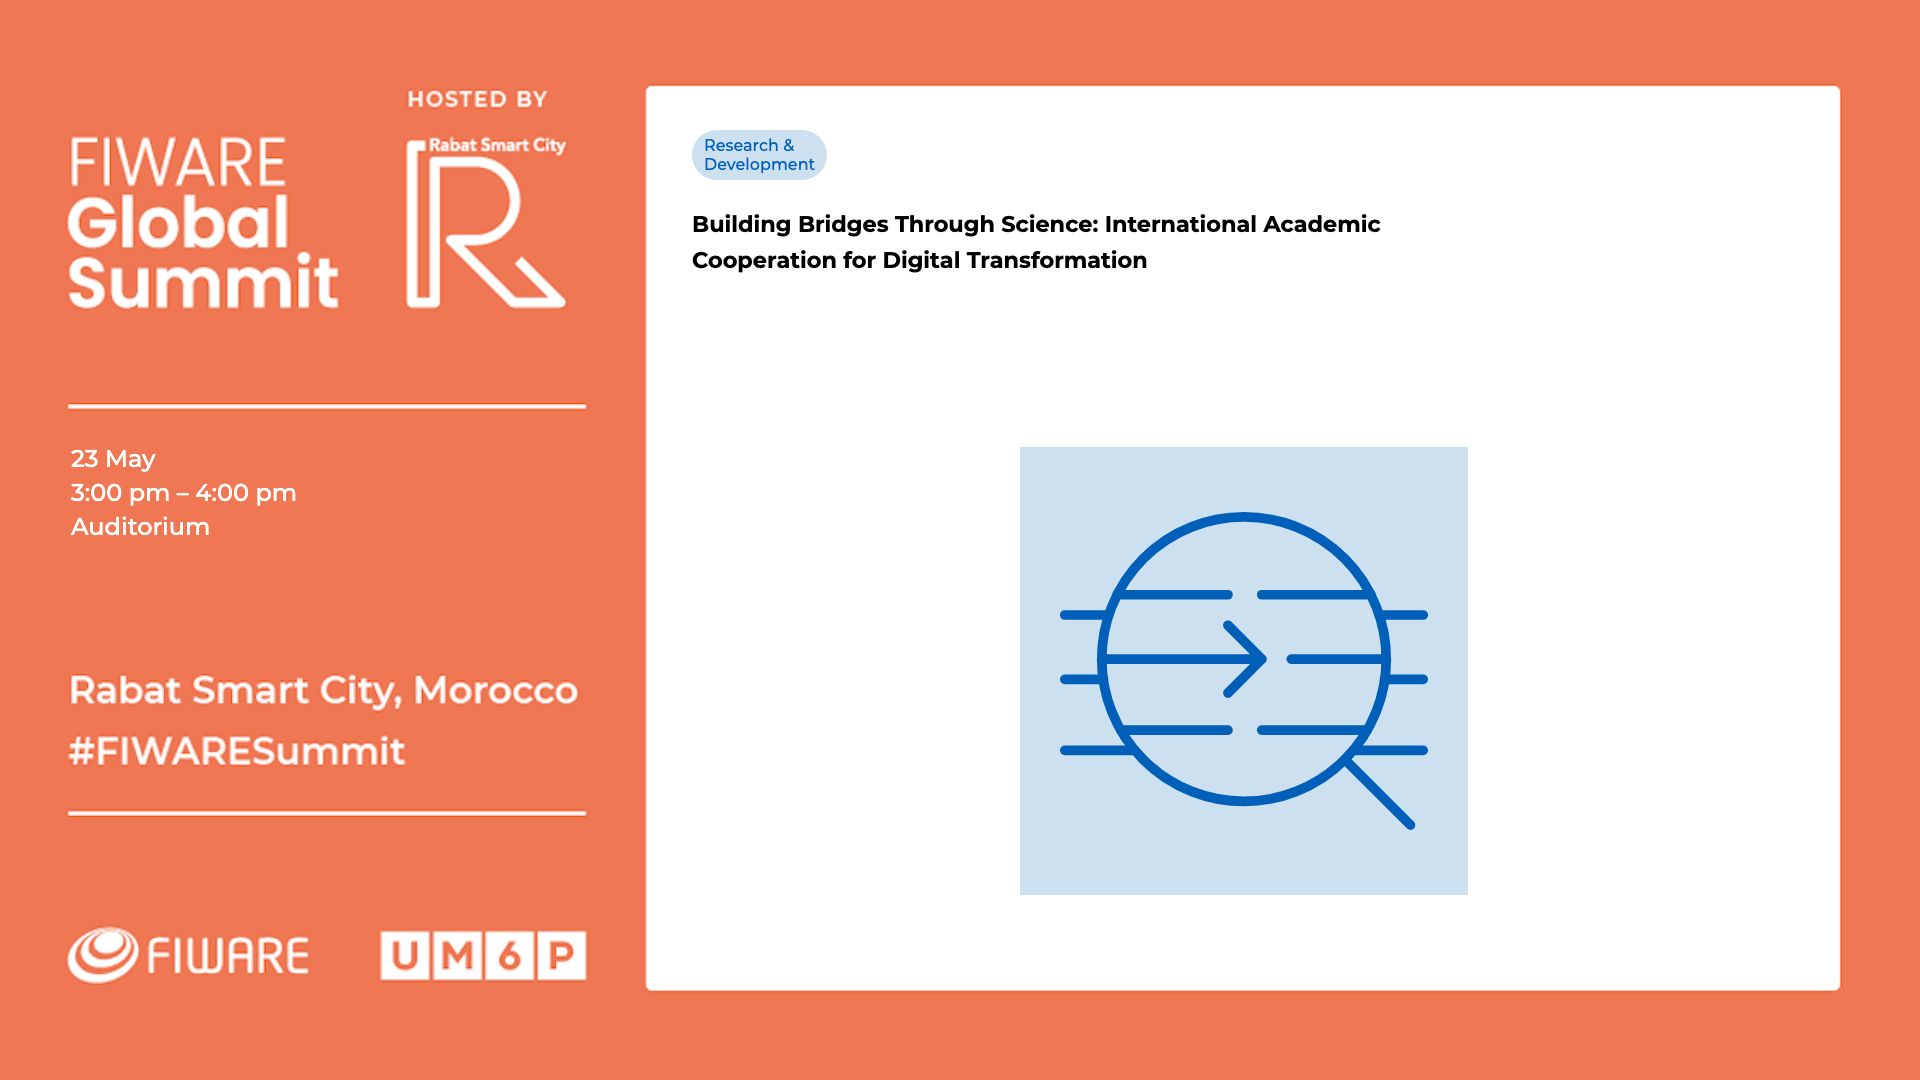 HOSTED BY
FIWARE
Global
Summit
Rabat Smart City
R
23 May
3:00 pm – 4:00 pm
Auditorium
Rabat Smart City, Morocco
#FIWARESummit
FIWARE
UM6P
Research &
Development
Building Bridges Through Science: International Academic
Cooperation for Digital Transformation